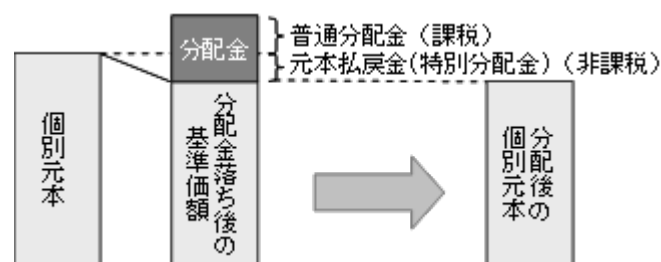 分配金
普通分配金（課税）
元本払戻金(特別分配金)（非課税）
個別元本
分配金落ち後の
基準価額
分配後の
個別元本